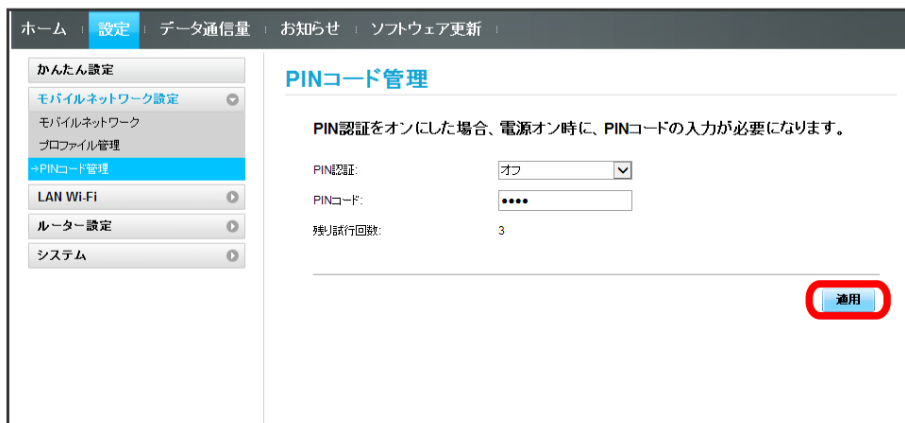 ホーム 設定 データ通信量 お知らせ ソフトウェア更新
かんたん設定
モバイルネットワーク設定
モバイルネットワーク
プロファイル管理
→PINコード管理
LAN Wi-Fi
ルーター設定
システム
PINコード管理
PIN認証をオンにした場合、電源オン時に、PINコードの入力が必要になります。
PIN認証: オフ
PINコード: ••••
残り試行回数: 3
適用